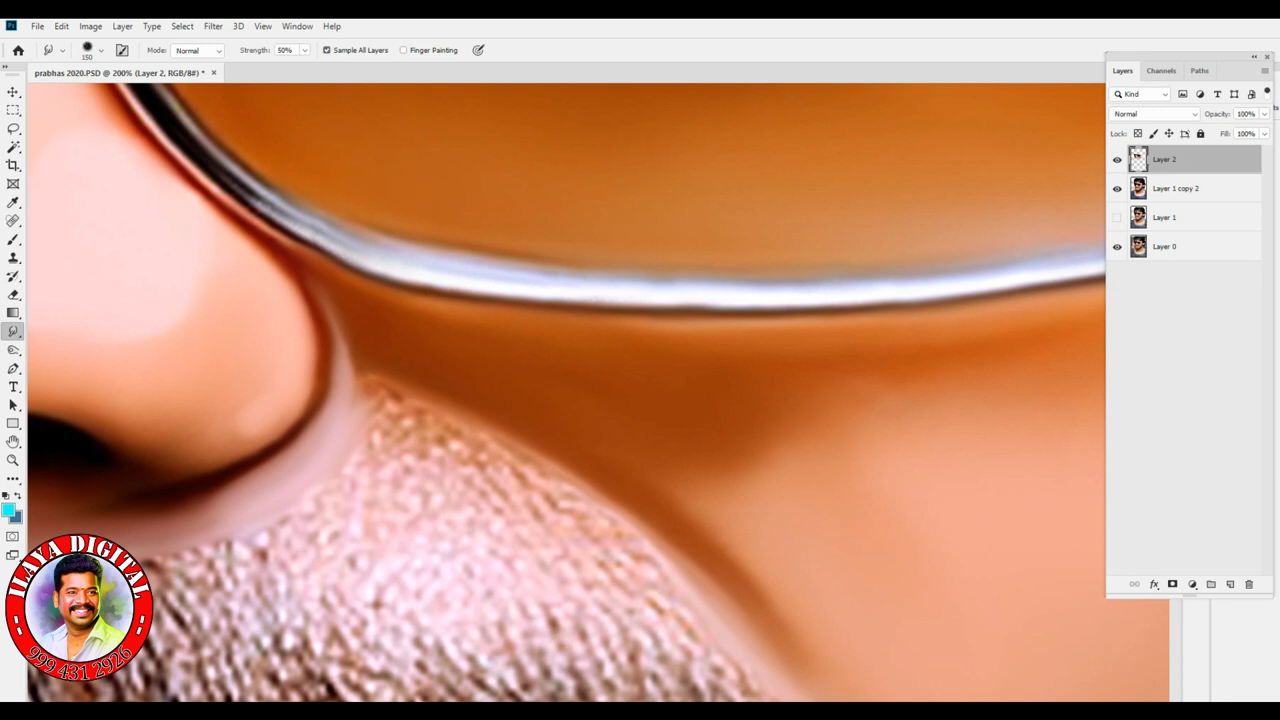 Ps File Edit Image Layer Type Select Filter 3D View Window Help
150 Mode: Normal Strength: 50% Sample All Layers Finger Painting
prabhas 2020.PSD @ 200% (Layer 2, RGB/8#) *
Layers Channels Paths
Kind
Normal Opacity: 100%
Lock: Fill: 100%
Layer 2
Layer 1 copy 2
Layer 1
Layer 0
ILAYA DIGITAL
999 431 2926